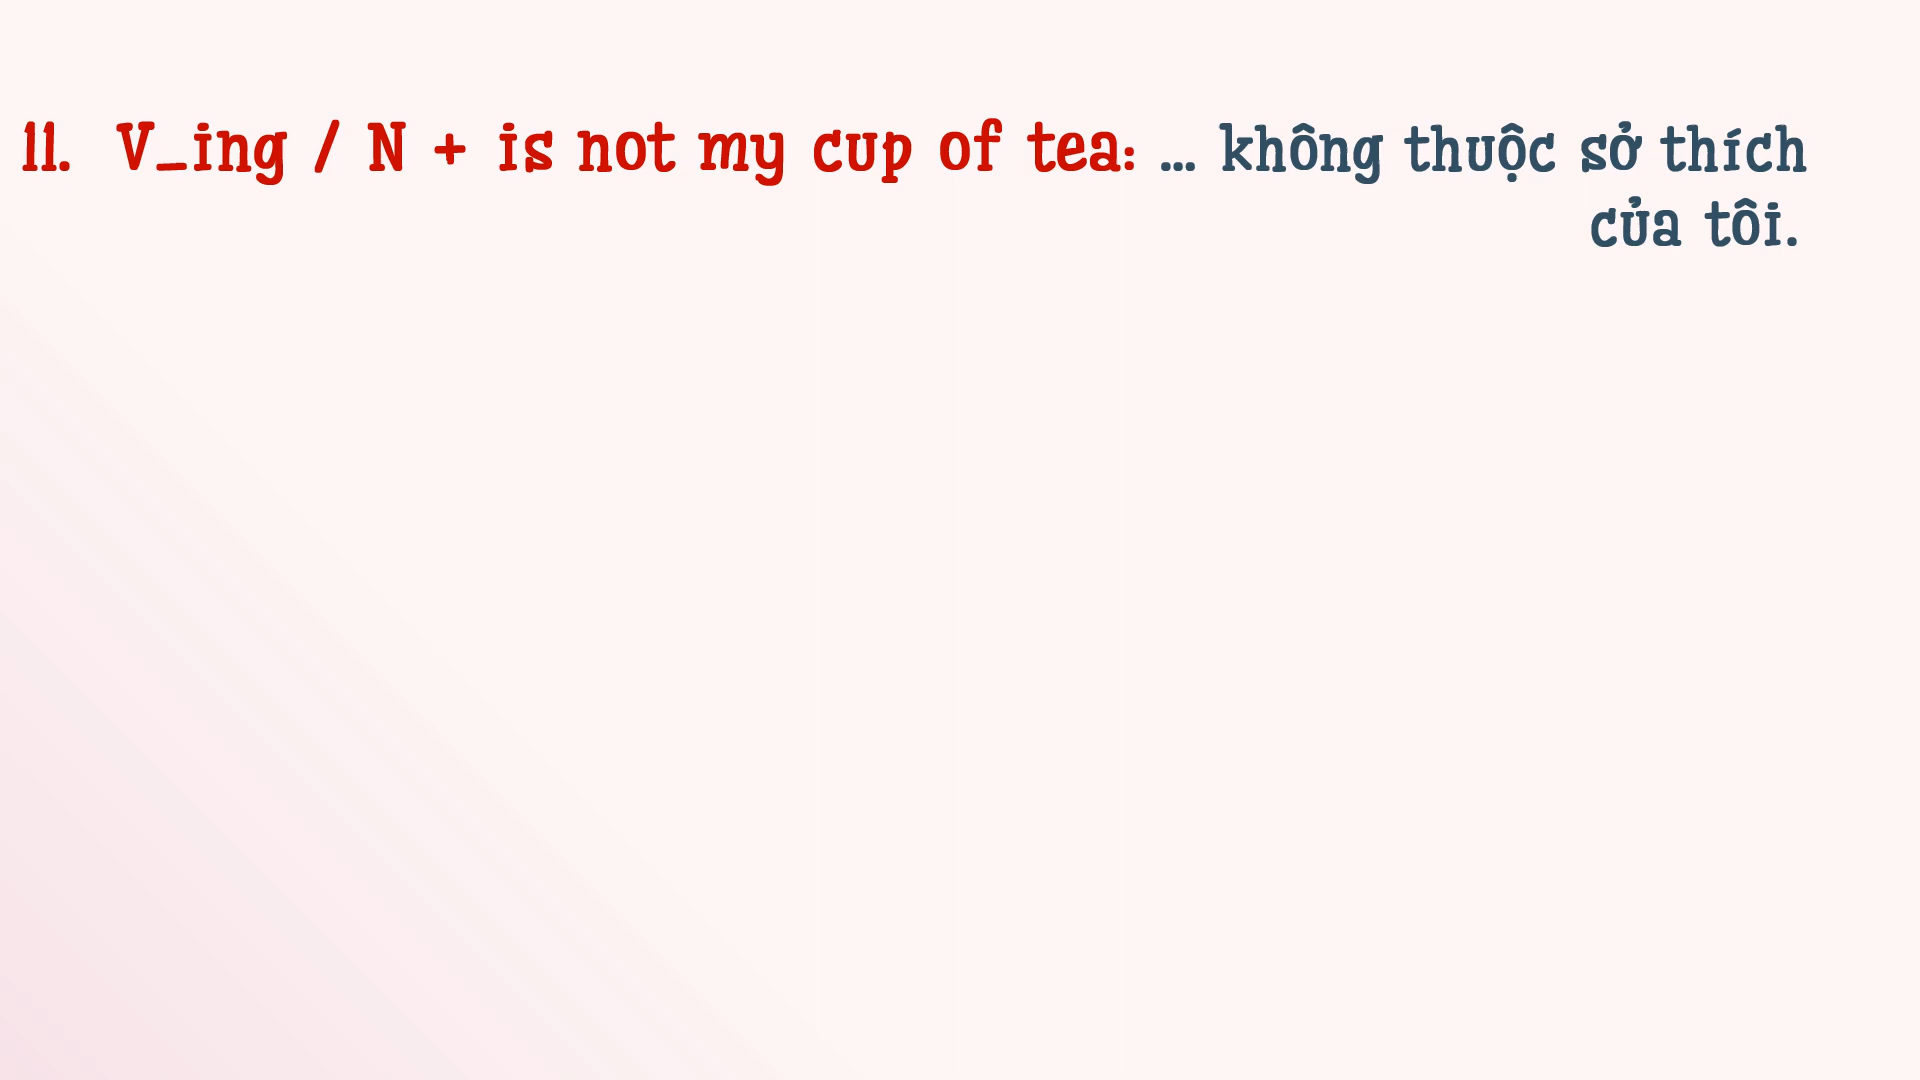 11. V_ing / N + is not my cup of tea: ... không thuộc sở thích
của tôi.